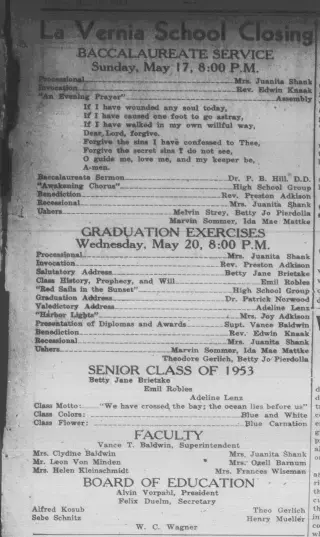 La Vernia School Closing
BACCALAUREATE SERVICE
Sunday, May 17, 8:00 P.M.
Processional Mrs. Juanita Shank
Invocation Rev. Edwin Knaak
"An Evening Prayer" Assembly
If I have wounded any soul today,
If I have caused one foot to go astray,
If I have walked in my own willful way,
Dear Lord, forgive.
Forgive the sins I have confessed to Thee,
Forgive the secret sins I do not see,
O guide me, love me, and my keeper be,
A-men.
Baccalaureate Sermon Dr. P. B. Hill D.D.
"Awakening Chorus" High School Group
Benediction Rev. Preston Adkison
Recessional Mrs. Juanita Shank
Ushers Melvin Strey, Betty Jo Pierdolla
Marvin Sommer, Ida Mae Mattke
GRADUATION EXERCISES
Wednesday, May 20, 8:00 P.M.
Processional Mrs. Juanita Shank
Invocation Rev. Preston Adkison
Salutatory Address Betty Jane Brietzke
Class History, Prophecy, and Will Emil Robles
"Red Sails in the Sunset" High School Group
Graduation Address Dr. Patrick Norwood
Valedictory Address Adeline Lenz
"Harbor Lights" Mrs. Joy Adkison
Presentation of Diplomas and Awards Supt. Vance Baldwin
Benediction Rev. Edwin Knaak
Recessional Mrs. Juanita Shank
Ushers Marvin Sommer, Ida Mae Mattke
Theodore Gerlich, Betty Jo Pierdolla
SENIOR CLASS OF 1953
Betty Jane Brietzke
Emil Robles
Adeline Lenz
Class Motto: "We have crossed the bay; the ocean lies before us"
Class Colors: Blue and White
Class Flower: Blue Carnation
FACULTY
Vance T. Baldwin, Superintendent
Mrs. Clydine Baldwin Mrs. Juanita Shank
Mr. Leon Von Minden Mrs. Ozell Barnum
Mrs. Helen Kleinschmidt Mrs. Frances Wiseman
BOARD OF EDUCATION
Alvin Vorpahl, President
Felix Duelm, Secretary
Alfred Kosub Theo Gerlich
Sebe Schultz Henry Mueller
W. C. Wagner